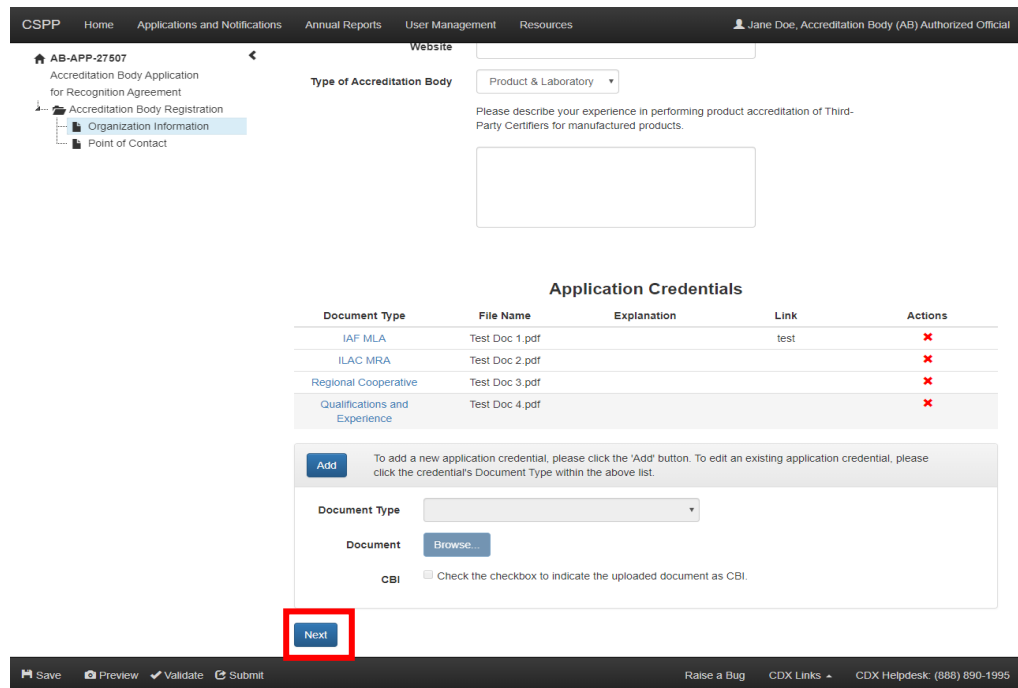 CSPP Home Applications and Notifications Annual Reports User Management Resources Jane Doe, Accreditation Body (AB) Authorized Official
AB-APP-27507
Accreditation Body Application
for Recognition Agreement
Accreditation Body Registration
Organization Information
Point of Contact
Website
Type of Accreditation Body Product & Laboratory
Please describe your experience in performing product accreditation of Third-
Party Certifiers for manufactured products.
Application Credentials
Document Type File Name Explanation Link Actions
IAF MLA Test Doc 1.pdf test
ILAC MRA Test Doc 2.pdf
Regional Cooperative Test Doc 3.pdf
Qualifications and Test Doc 4.pdf
Experience
Add To add a new application credential, please click the 'Add' button. To edit an existing application credential, please
click the credential's Document Type within the above list.
Document Type
Document Browse...
CBI Check the checkbox to indicate the uploaded document as CBI.
Next
Save Preview Validate Submit Raise a Bug CDX Links CDX Helpdesk: (888) 890-1995